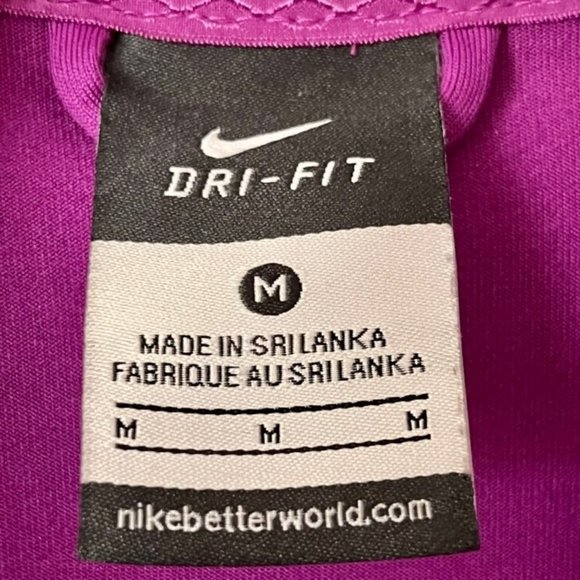 DRI-FIT
M
MADE IN SRI LANKA
FABRIQUE AU SRI LANKA
M M M
nikebetterworld.com